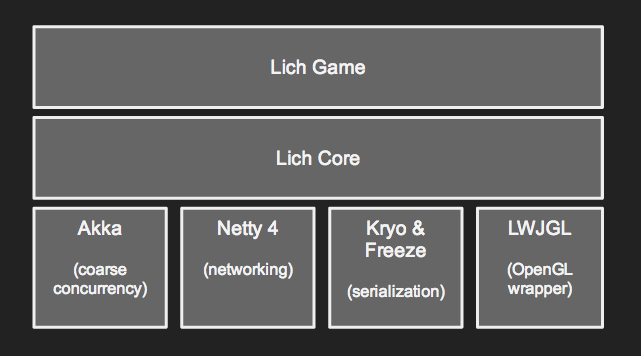 Lich Game
Lich Core
Akka
(coarse
concurrency)
Netty 4
(networking)
Kryo &
Freeze
(serialization)
LWJGL
(OpenGL
wrapper)